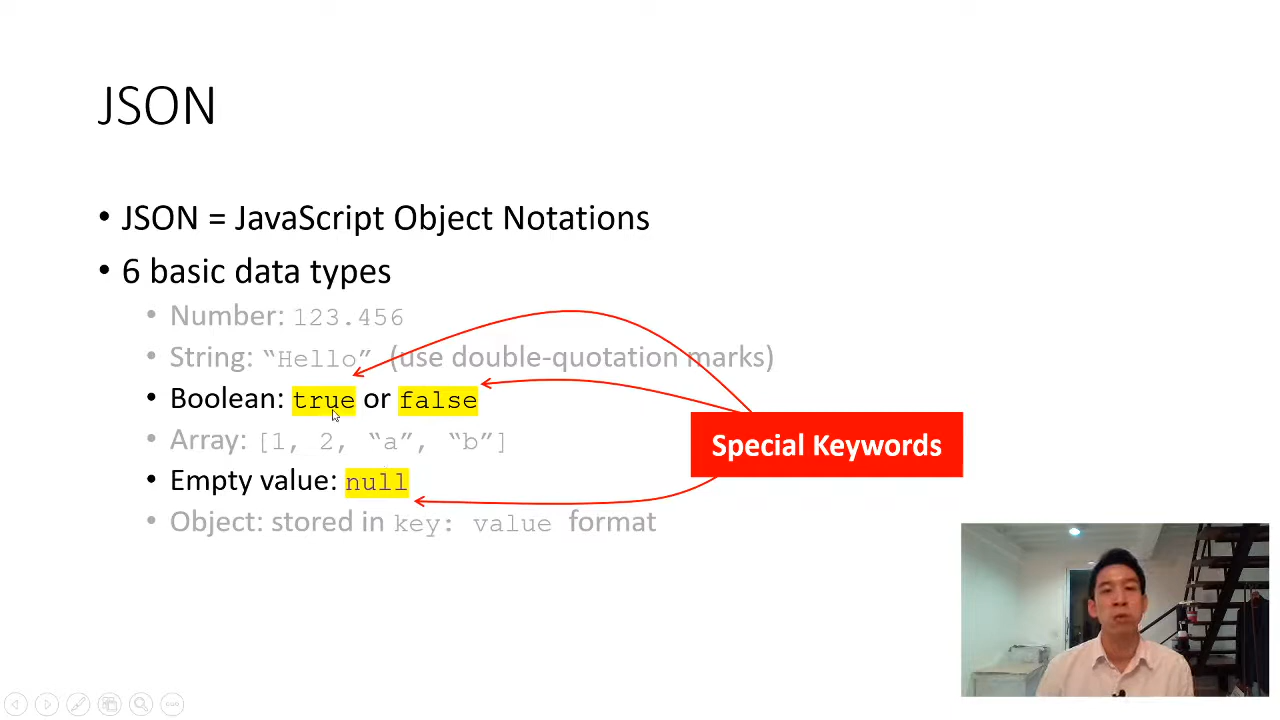 JSON
• JSON = JavaScript Object Notations
• 6 basic data types
• Number: 123.456
• String: “Hello” (use double-quotation marks)
• Boolean: true or false
• Array: [1, 2, “a”, “b”]
• Empty value: null
• Object: stored in key: value format
Special Keywords